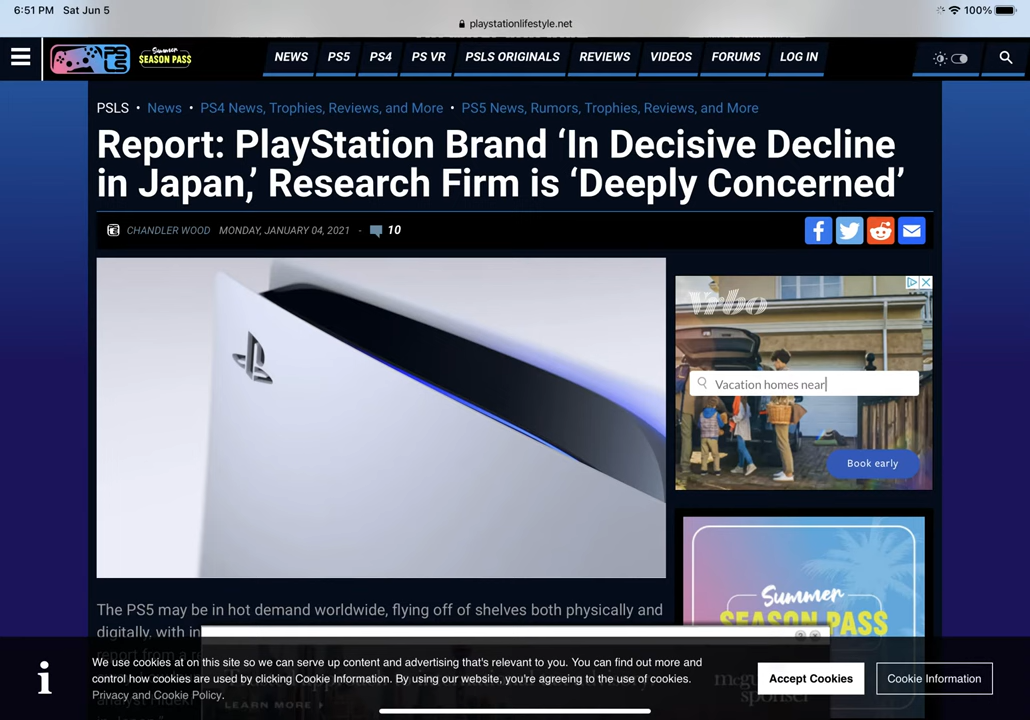 6:51 PM Sat Jun 5
100%
playstationlifestyle.net
PSLS
Summer
SEASON PASS
NEWS PS5 PS4 PS VR PSLS ORIGINALS REVIEWS VIDEOS FORUMS LOG IN
PSLS • News • PS4 News, Trophies, Reviews, and More • PS5 News, Rumors, Trophies, Reviews, and More
Report: PlayStation Brand ‘In Decisive Decline
in Japan,’ Research Firm is ‘Deeply Concerned’
CHANDLER WOOD MONDAY, JANUARY 04, 2021 - 10
Vrbo
Vacation homes near
Book early
Summer
SEASON PASS
The PS5 may be in hot demand worldwide, flying off of shelves both physically and
digitally, with in
report from a r
We use cookies at on this site so we can serve up content and advertising that's relevant to you. You can find out more and
control how cookies are used by clicking Cookie Information. By using our website, you're agreeing to the use of cookies.
Privacy and Cookie Policy.
Accept Cookies
Cookie Information
LEARN MORE